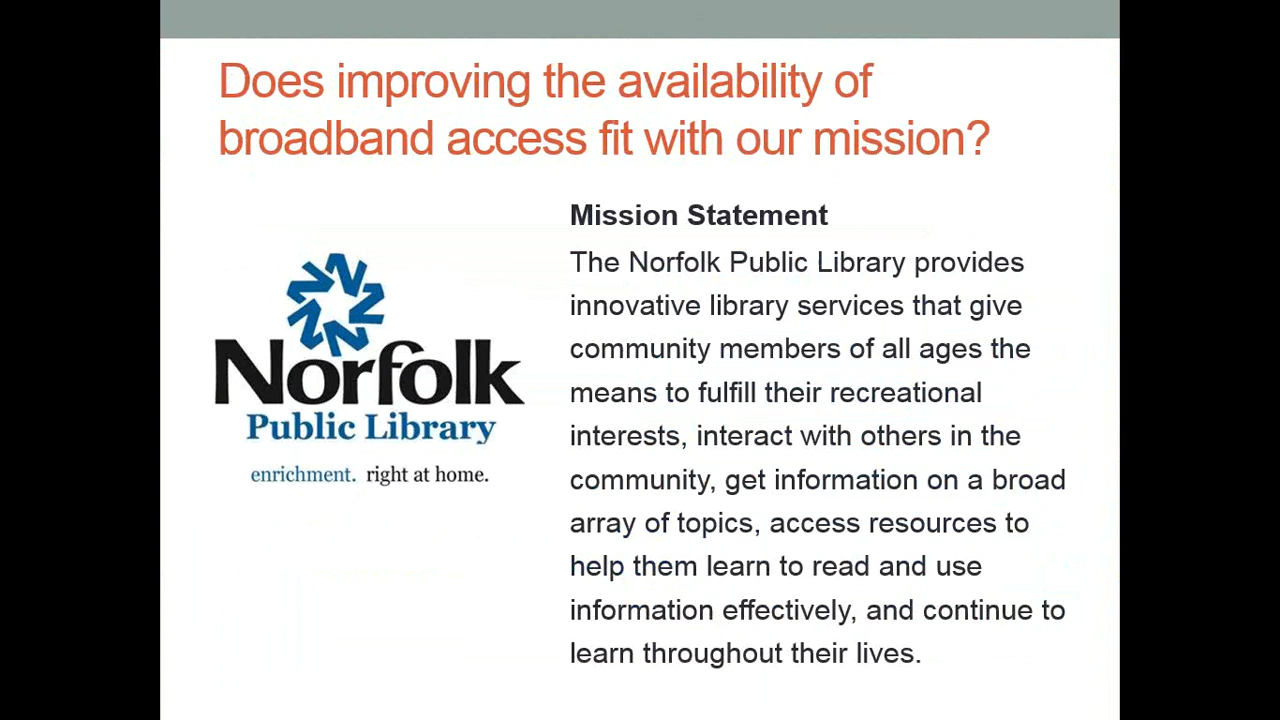 Does improving the availability of
broadband access fit with our mission?
Mission Statement
The Norfolk Public Library provides
innovative library services that give
community members of all ages the
means to fulfill their recreational
interests, interact with others in the
community, get information on a broad
array of topics, access resources to
help them learn to read and use
information effectively, and continue to
learn throughout their lives.
Norfolk
Public Library
enrichment. right at home.